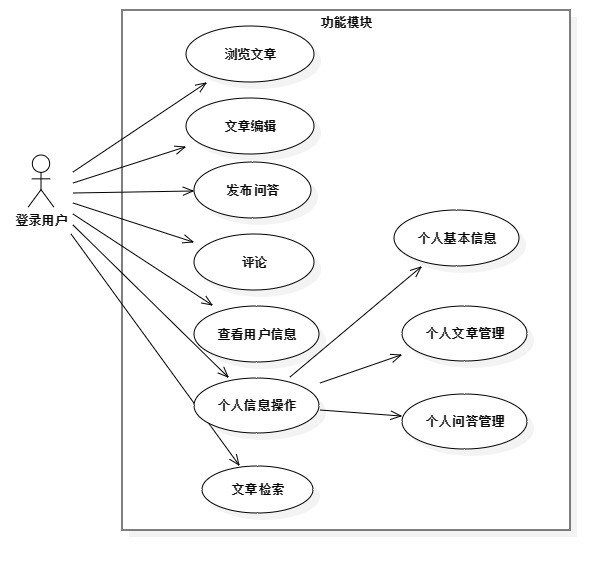 功能模块
浏览文章
文章编辑
发布问答
登录用户
评论
个人基本信息
查看用户信息
个人文章管理
个人信息操作
个人问答管理
文章检索